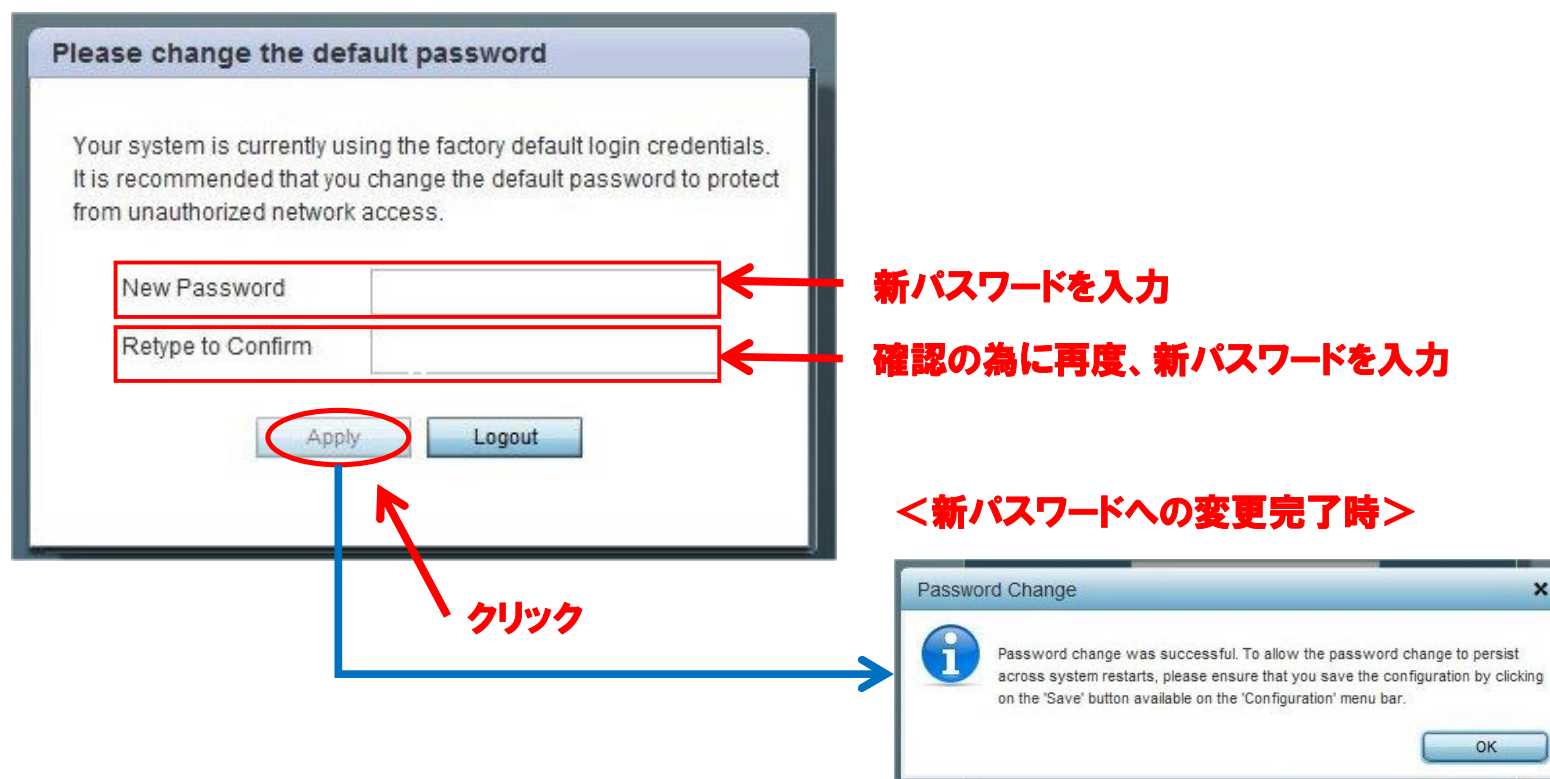 Please change the default password
Your system is currently using the factory default login credentials.
It is recommended that you change the default password to protect
from unauthorized network access.
New Password
新パスワードを入力
Retype to Confirm
確認の為に再度、新パスワードを入力
Apply
Logout
クリック
＜新パスワードへの変更完了時＞
Password Change
Password change was successful. To allow the password change to persist
across system restarts, please ensure that you save the configuration by clicking
on the 'Save' button available on the 'Configuration' menu bar.
OK